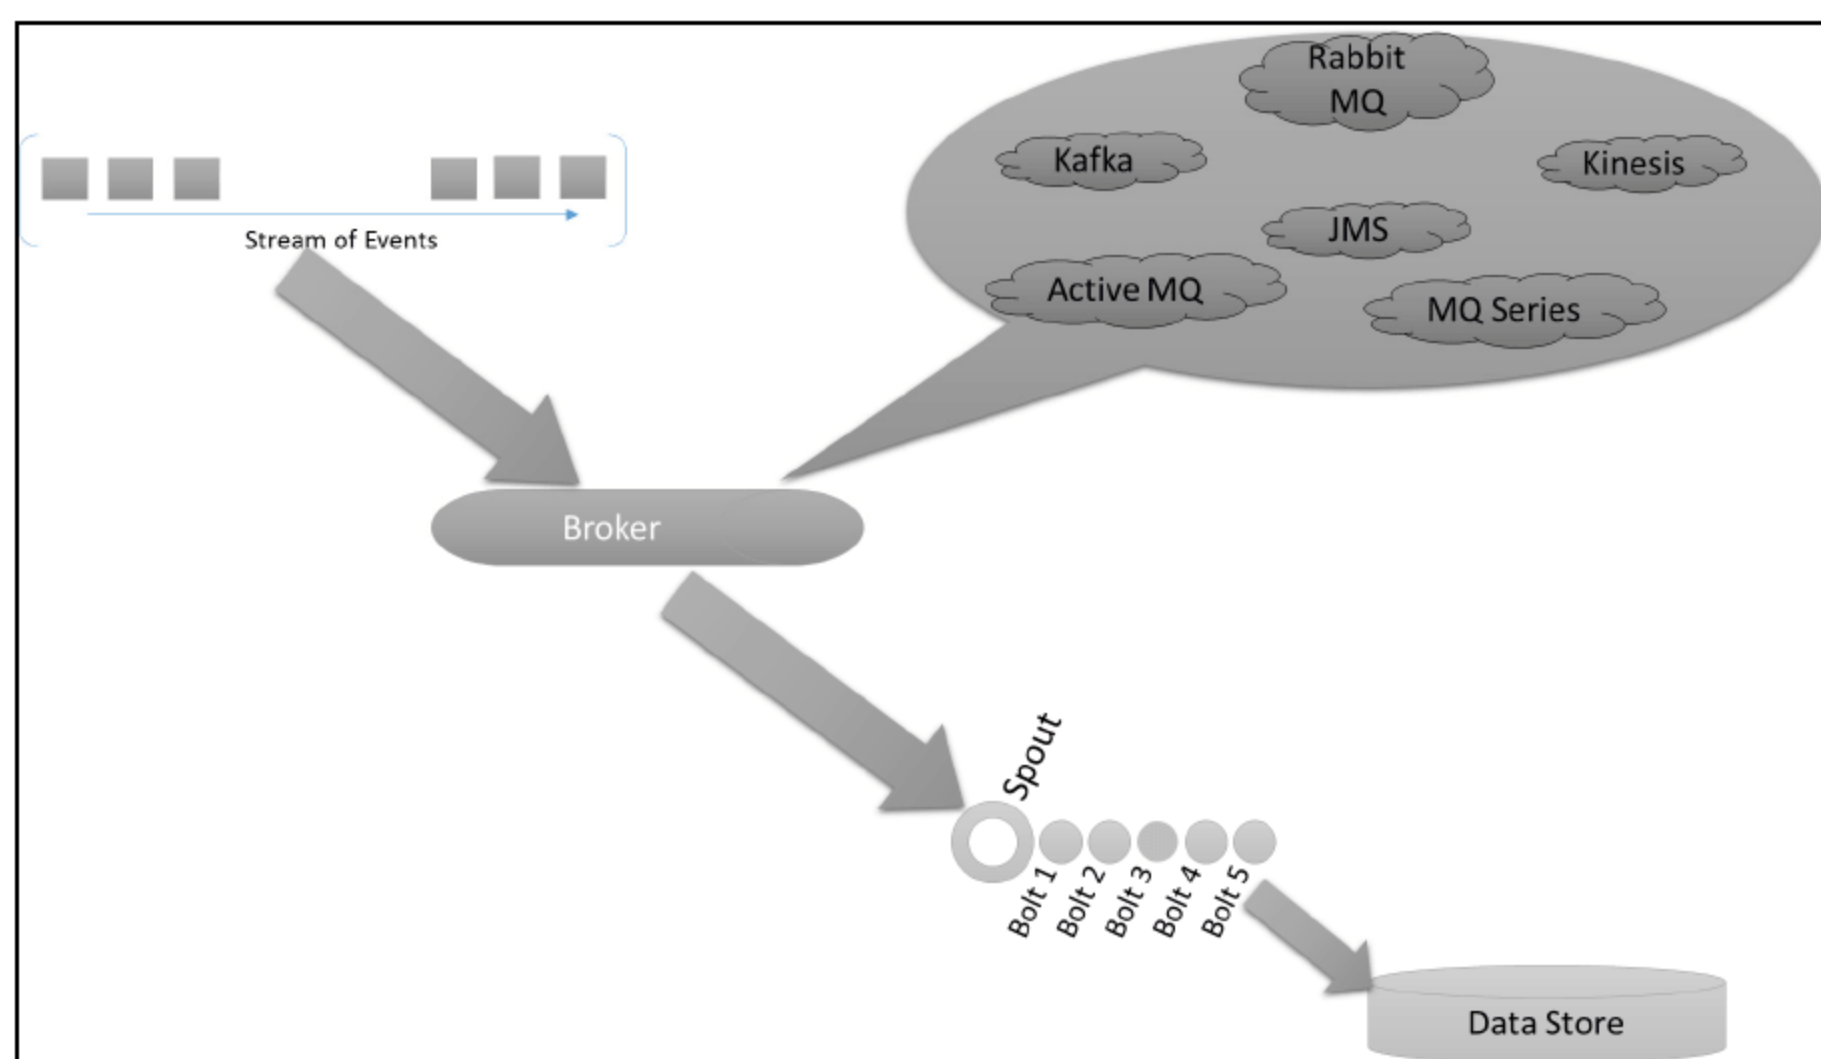 Rabbit
MQ
Kafka
Kinesis
JMS
Active MQ
MQ Series
Stream of Events
Broker
Spout
Bolt 1
Bolt 2
Bolt 3
Bolt 4
Bolt 5
Data Store